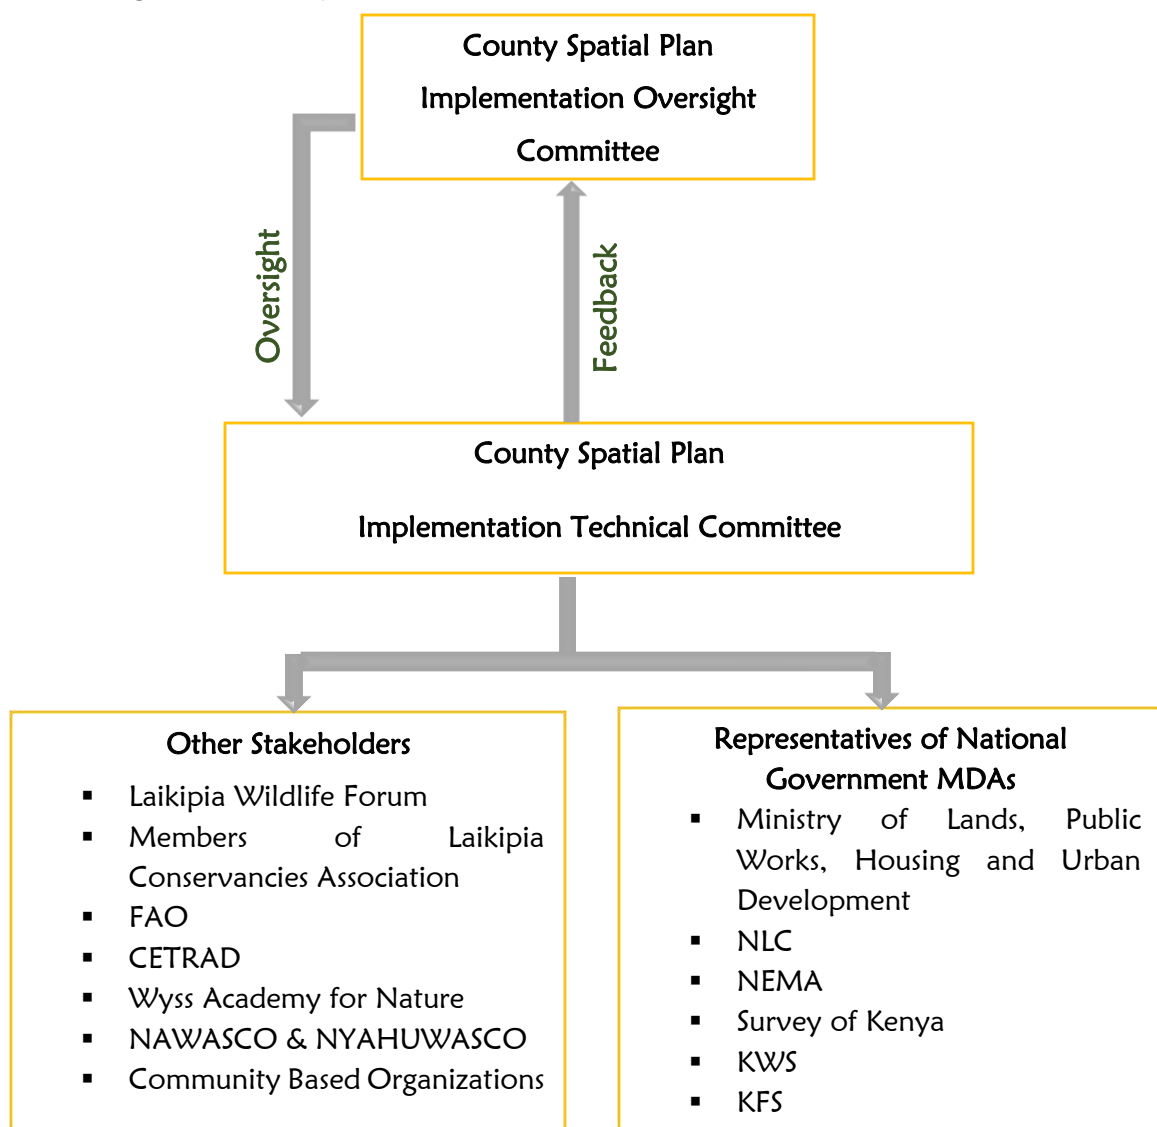 County Spatial Plan
Implementation Oversight
Committee
Oversight
Feedback
County Spatial Plan
Implementation Technical Committee
Other Stakeholders
▪ Laikipia Wildlife Forum
▪ Members of Laikipia
Conservancies Association
▪ FAO
▪ CETRAD
▪ Wyss Academy for Nature
▪ NAWASCO & NYAHUWASCO
▪ Community Based Organizations
Representatives of National
Government MDAs
▪ Ministry of Lands, Public
Works, Housing and Urban
Development
▪ NLC
▪ NEMA
▪ Survey of Kenya
▪ KWS
▪ KFS